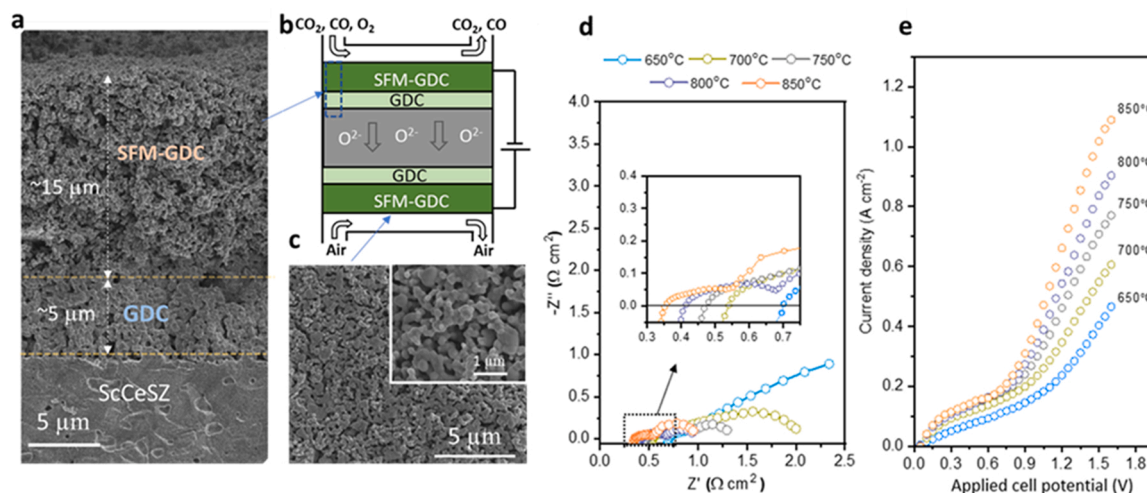 a
SFM-GDC
~15 μm
~5 μm
GDC
ScCeSZ
5 μm
b
CO2, CO, O2
CO2, CO
SFM-GDC
GDC
O2- O2- O2-
GDC
SFM-GDC
Air
Air
c
1 μm
5 μm
d
650°C 700°C 750°C
800°C 850°C
4.0
3.5
3.0
2.5
2.0
1.5
1.0
0.5
0.0
-Z'' (Ω cm2)
0.4
0.3
0.2
0.1
0.0
0.3 0.4 0.5 0.6 0.7
0.0 0.5 1.0 1.5 2.0 2.5
Z' (Ω cm2)
e
1.2
1.0
0.8
0.6
0.4
0.2
0.0
Current density (A cm-2)
850°
800°
750°
700°
650°
0.0 0.3 0.6 0.9 1.2 1.5 1.8
Applied cell potential (V)